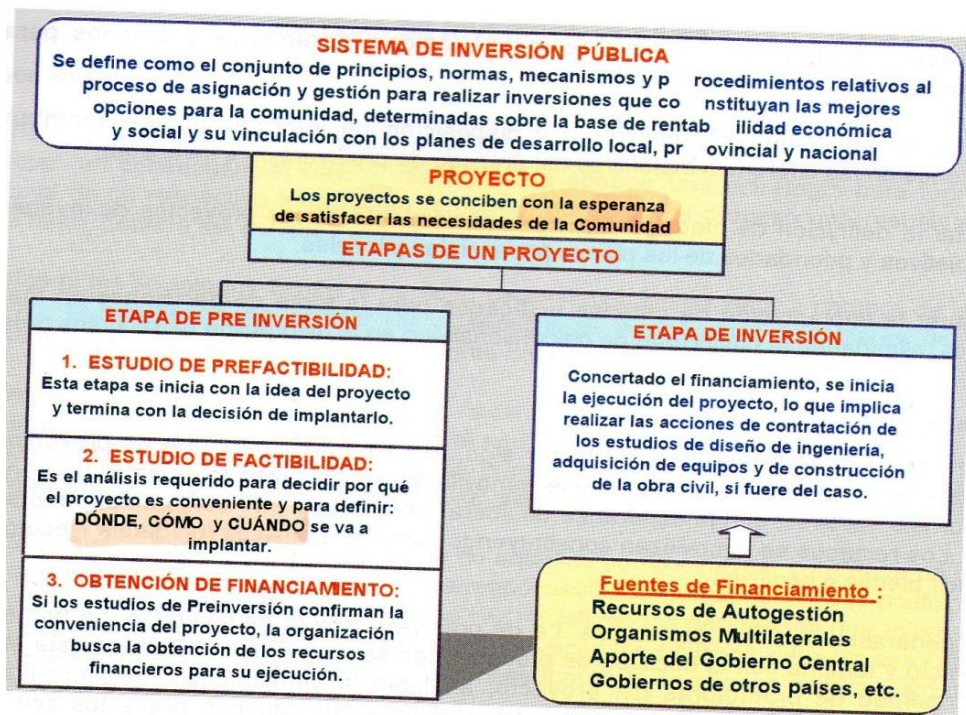 SISTEMA DE INVERSIÓN PÚBLICA
Se define como el conjunto de principios, normas, mecanismos y p rocedimientos relativos al
proceso de asignación y gestión para realizar inversiones que co nstituyan las mejores
opciones para la comunidad, determinadas sobre la base de rentab ilidad económica
y social y su vinculación con los planes de desarrollo local, pr ovincial y nacional
PROYECTO
Los proyectos se conciben con la esperanza
de satisfacer las necesidades de la Comunidad
ETAPAS DE UN PROYECTO
ETAPA DE PRE INVERSIÓN
1. ESTUDIO DE PREFACTIBILIDAD:
Esta etapa se inicia con la idea del proyecto
y termina con la decisión de implantarlo.
2. ESTUDIO DE FACTIBILIDAD:
Es el análisis requerido para decidir por qué
el proyecto es conveniente y para definir:
DÓNDE, CÓMO y CUÁNDO se va a
implantar.
3. OBTENCIÓN DE FINANCIAMIENTO:
Si los estudios de Preinversión confirman la
conveniencia del proyecto, la organización
busca la obtención de los recursos
financieros para su ejecución.
ETAPA DE INVERSIÓN
Concertado el financiamiento, se inicia
la ejecución del proyecto, lo que implica
realizar las acciones de contratación de
los estudios de diseño de ingeniería,
adquisición de equipos y de construcción
de la obra civil, si fuere del caso.
Fuentes de Financiamiento :
Recursos de Autogestión
Organismos Multilaterales
Aporte del Gobierno Central
Gobiernos de otros países, etc.